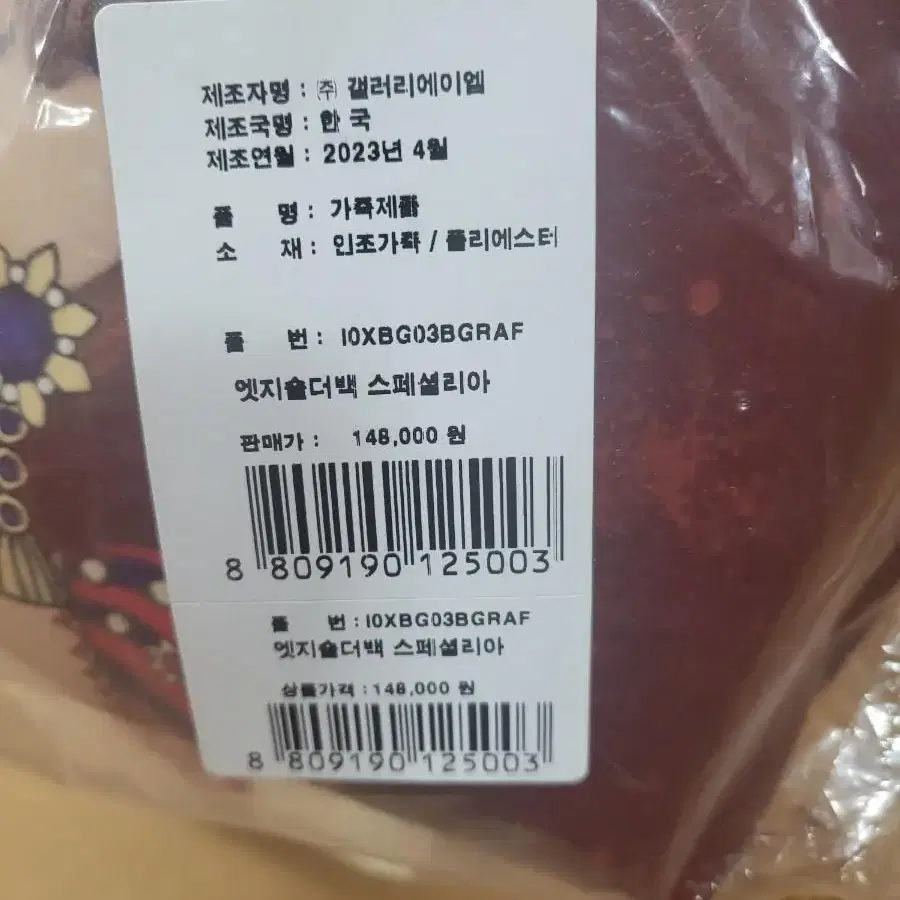 제조자명 : ㈜ 갤러리에이엘
제조국명 : 한 국
제조연월 : 2023년 4월
품 명 : 가죽제품
소 재 : 인조가죽 / 폴리에스터
품 번 : I0XBG03BGRAF
엣지숄더백 스페셜리아
판매가 : 148,000 원
8 809190 125003
품 번 : I0XBG03BGRAF
엣지숄더백 스페셜리아
상품가격 : 148,000 원
8 809190 125003